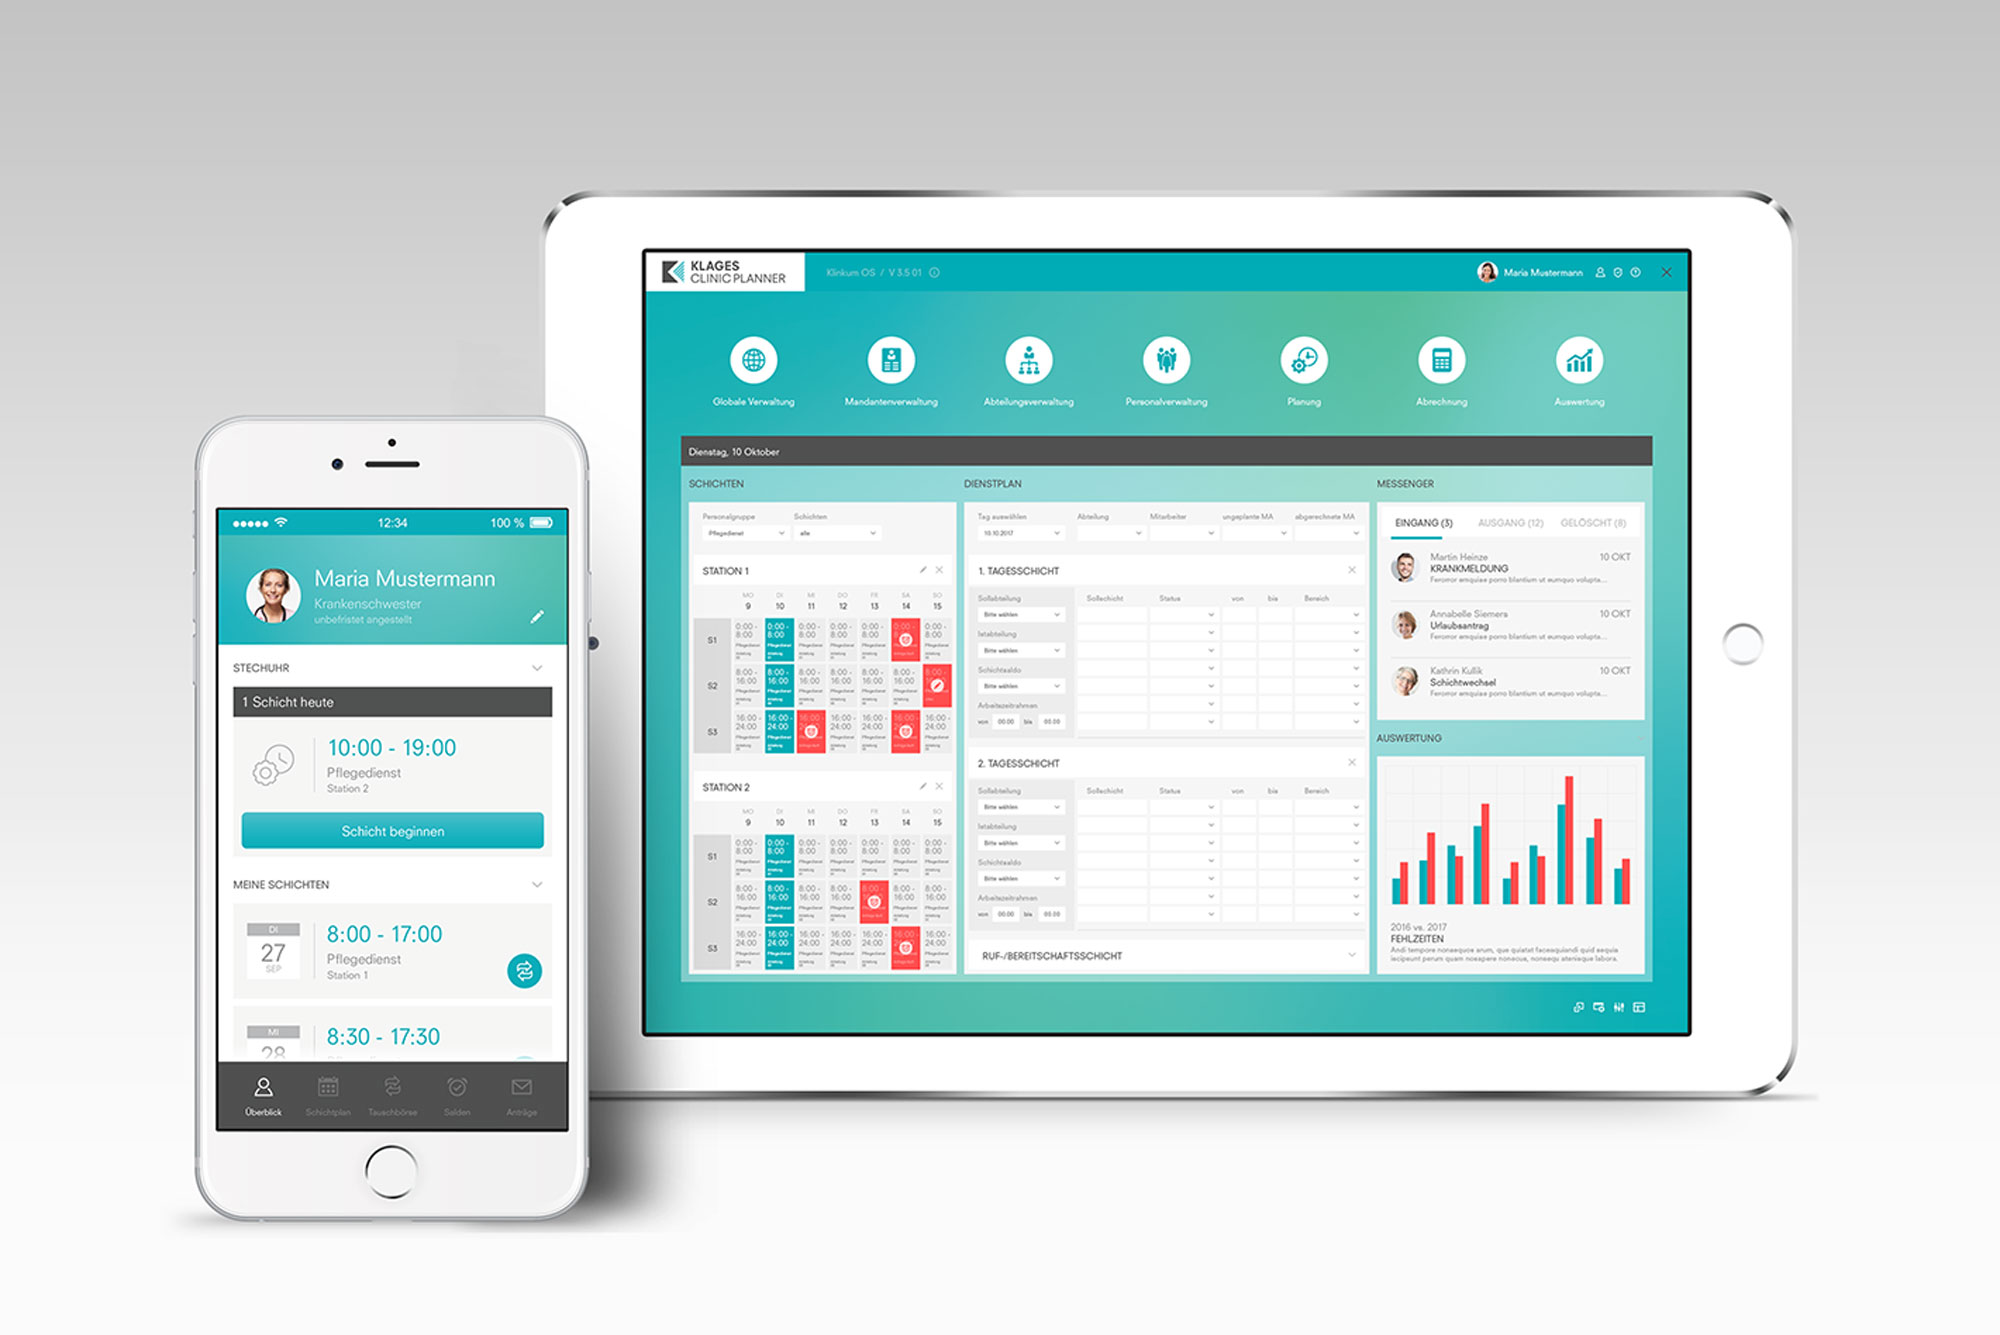 12:34
100 %
Maria Mustermann
Krankenschwester
unbefristet angestellt
STECHUHR
1 Schicht heute
10:00 - 19:00
Pflegedienst
Station 2
Schicht beginnen
MEINE SCHICHTEN
DI
27
SEP
8:00 - 17:00
Pflegedienst
Station 1
MI
28
8:30 - 17:30
Überblick Schichtplan Tauschbörse Salden Anträge
KLAGES
CLINIC PLANNER
Klinkum OS / V 3.5 01
Maria Mustermann
Globale Verwaltung Mandantenverwaltung Abteilungsverwaltung Personalverwaltung Planung Abrechnung Auswertung
Dienstag, 10 Oktober
SCHICHTEN
Personalgruppe Schichten
Pflegedienst alle
STATION 1
MO DI MI DO FR SA SO
9 10 11 12 13 14 15
S1
0:00 - 0:00 - 0:00 - 0:00 - 0:00 - 0:00 - 0:00 -
8:00 8:00 8:00 8:00 8:00 8:00
S2
8:00 - 8:00 - 8:00 - 8:00 - 8:00 - 8:00 - 8:00 -
16:00 16:00 16:00 16:00 16:00 16:00
S3
16:00 - 16:00 - 16:00 - 16:00 - 16:00 - 16:00 - 16:00 -
24:00 24:00 24:00 24:00 24:00
STATION 2
MO DI MI DO FR SA SO
9 10 11 12 13 14 15
S1
0:00 - 0:00 - 0:00 - 0:00 - 0:00 - 0:00 - 0:00 -
8:00 8:00 8:00 8:00 8:00 8:00 8:00
S2
8:00 - 8:00 - 8:00 - 8:00 - 8:00 - 8:00 - 8:00 -
16:00 16:00 16:00 16:00 16:00 16:00
S3
16:00 - 16:00 - 16:00 - 16:00 - 16:00 - 16:00 - 16:00 -
24:00 24:00 24:00 24:00 24:00 24:00
DIENSTPLAN
Tag auswählen Abteilung Mitarbeiter ungeplante MA abgerechnete MA
10.10.2017
1. TAGESSCHICHT
Sollabteilung Sollschicht Status von bis Bereich
Bitte wählen
Istabteilung
Bitte wählen
Schichtsaldo
Bitte wählen
Arbeitszeitrahmen
von 00:00 bis 00:00
2. TAGESSCHICHT
Sollabteilung Sollschicht Status von bis Bereich
Bitte wählen
Istabteilung
Bitte wählen
Schichtsaldo
Bitte wählen
Arbeitszeitrahmen
von 00:00 bis 00:00
RUF-/BEREITSCHAFTSSCHICHT
MESSENGER
EINGANG (3) AUSGANG (12) GELÖSCHT (8)
Martin Heinze 10 OKT
KRANKMELDUNG
Ferorror emquiae porro blantium ut eumquo volupta...
Annabelle Siemers 10 OKT
Urlaubsantrag
Ferorror emquiae porro blantium ut eumquo volupta...
Kathrin Kullik 10 OKT
Schichtwechsel
Ferorror emquiae porro blantium ut eumquo volupta...
AUSWERTUNG
2016 vs. 2017
FEHLZEITEN
Andi tempore nonsequos arum, que quiatat faceaquiandi quid sequia
iscipsunt perum quam nosapere nonecus, nonsequ atenisque labora.